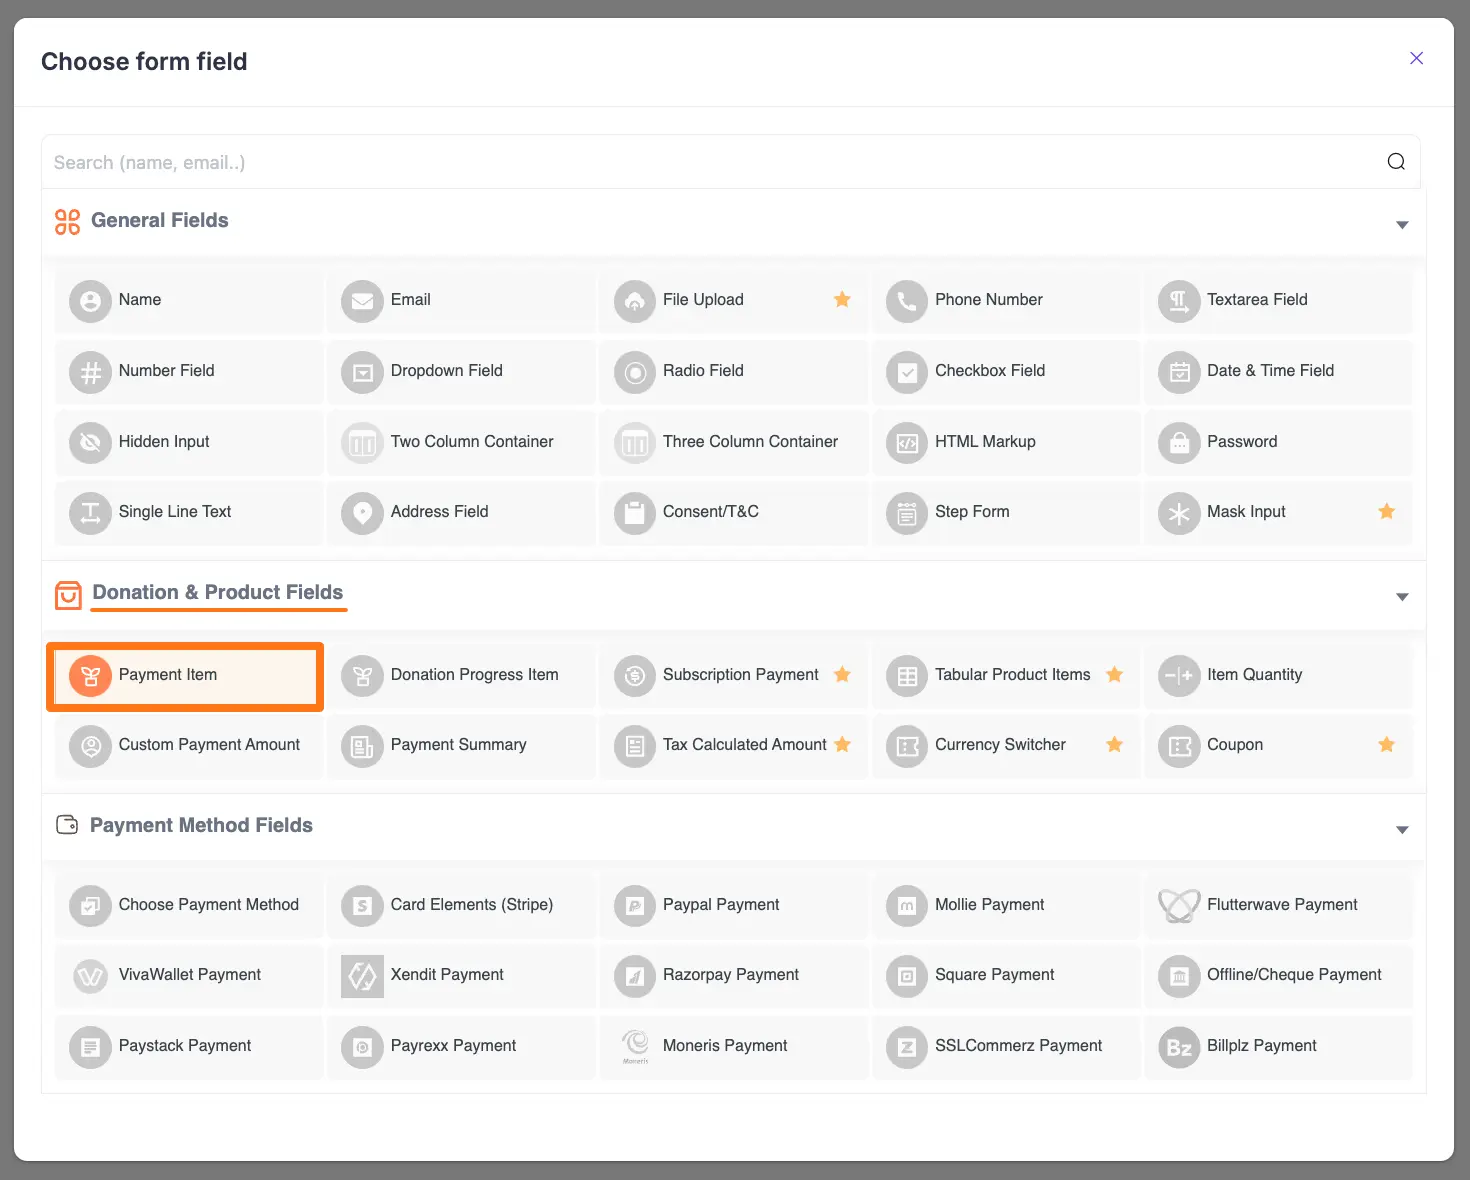 Choose form field
Search (name, email..)
General Fields
Name
Email
File Upload
Phone Number
Textarea Field
Number Field
Dropdown Field
Radio Field
Checkbox Field
Date & Time Field
Hidden Input
Two Column Container
Three Column Container
HTML Markup
Password
Single Line Text
Address Field
Consent/T&C
Step Form
Mask Input
Donation & Product Fields
Payment Item
Donation Progress Item
Subscription Payment
Tabular Product Items
Item Quantity
Custom Payment Amount
Payment Summary
Tax Calculated Amount
Currency Switcher
Coupon
Payment Method Fields
Choose Payment Method
Card Elements (Stripe)
Paypal Payment
Mollie Payment
Flutterwave Payment
VivaWallet Payment
Xendit Payment
Razorpay Payment
Square Payment
Offline/Cheque Payment
Paystack Payment
Payrexx Payment
Moneris
Moneris Payment
SSLCommerz Payment
Bz
Billplz Payment